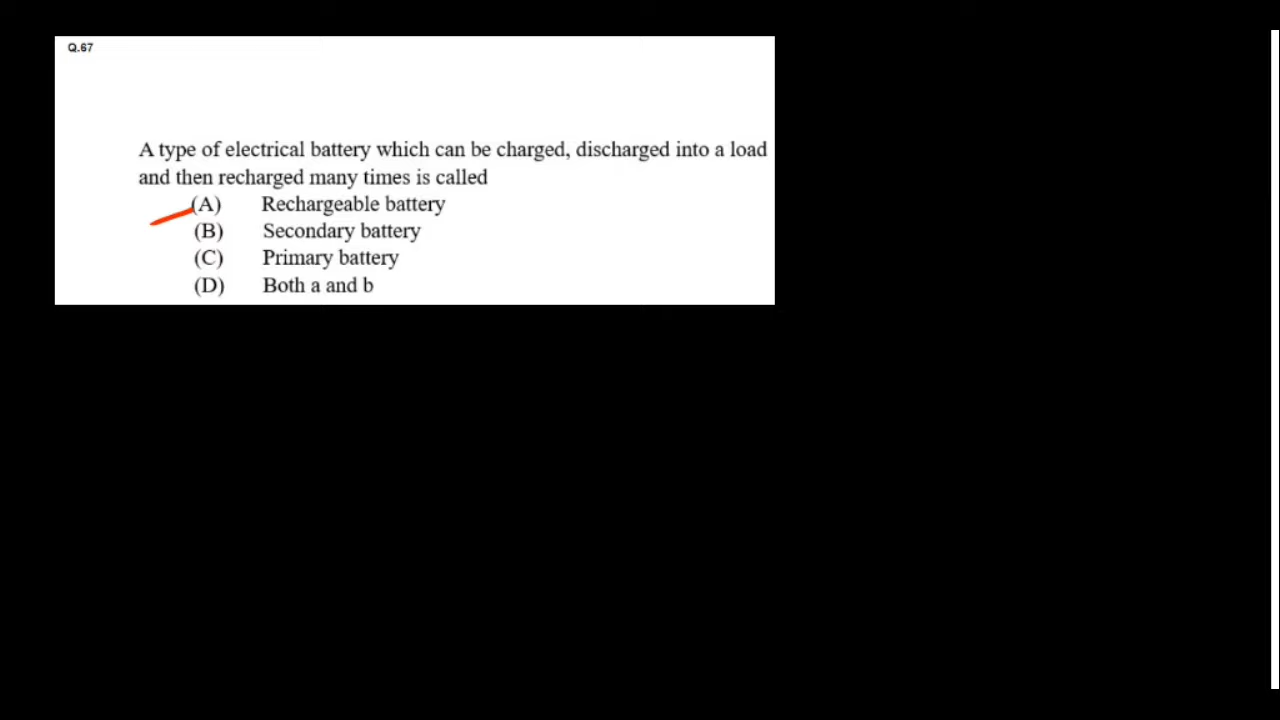 Q.67
A type of electrical battery which can be charged, discharged into a load
and then recharged many times is called
(A) Rechargeable battery
(B) Secondary battery
(C) Primary battery
(D) Both a and b